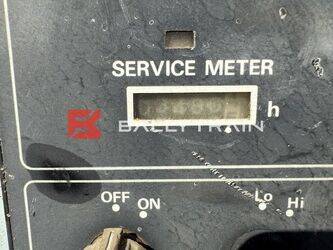 SERVICE METER
h
BALLYTRAIN
OFF ON Lo Hi